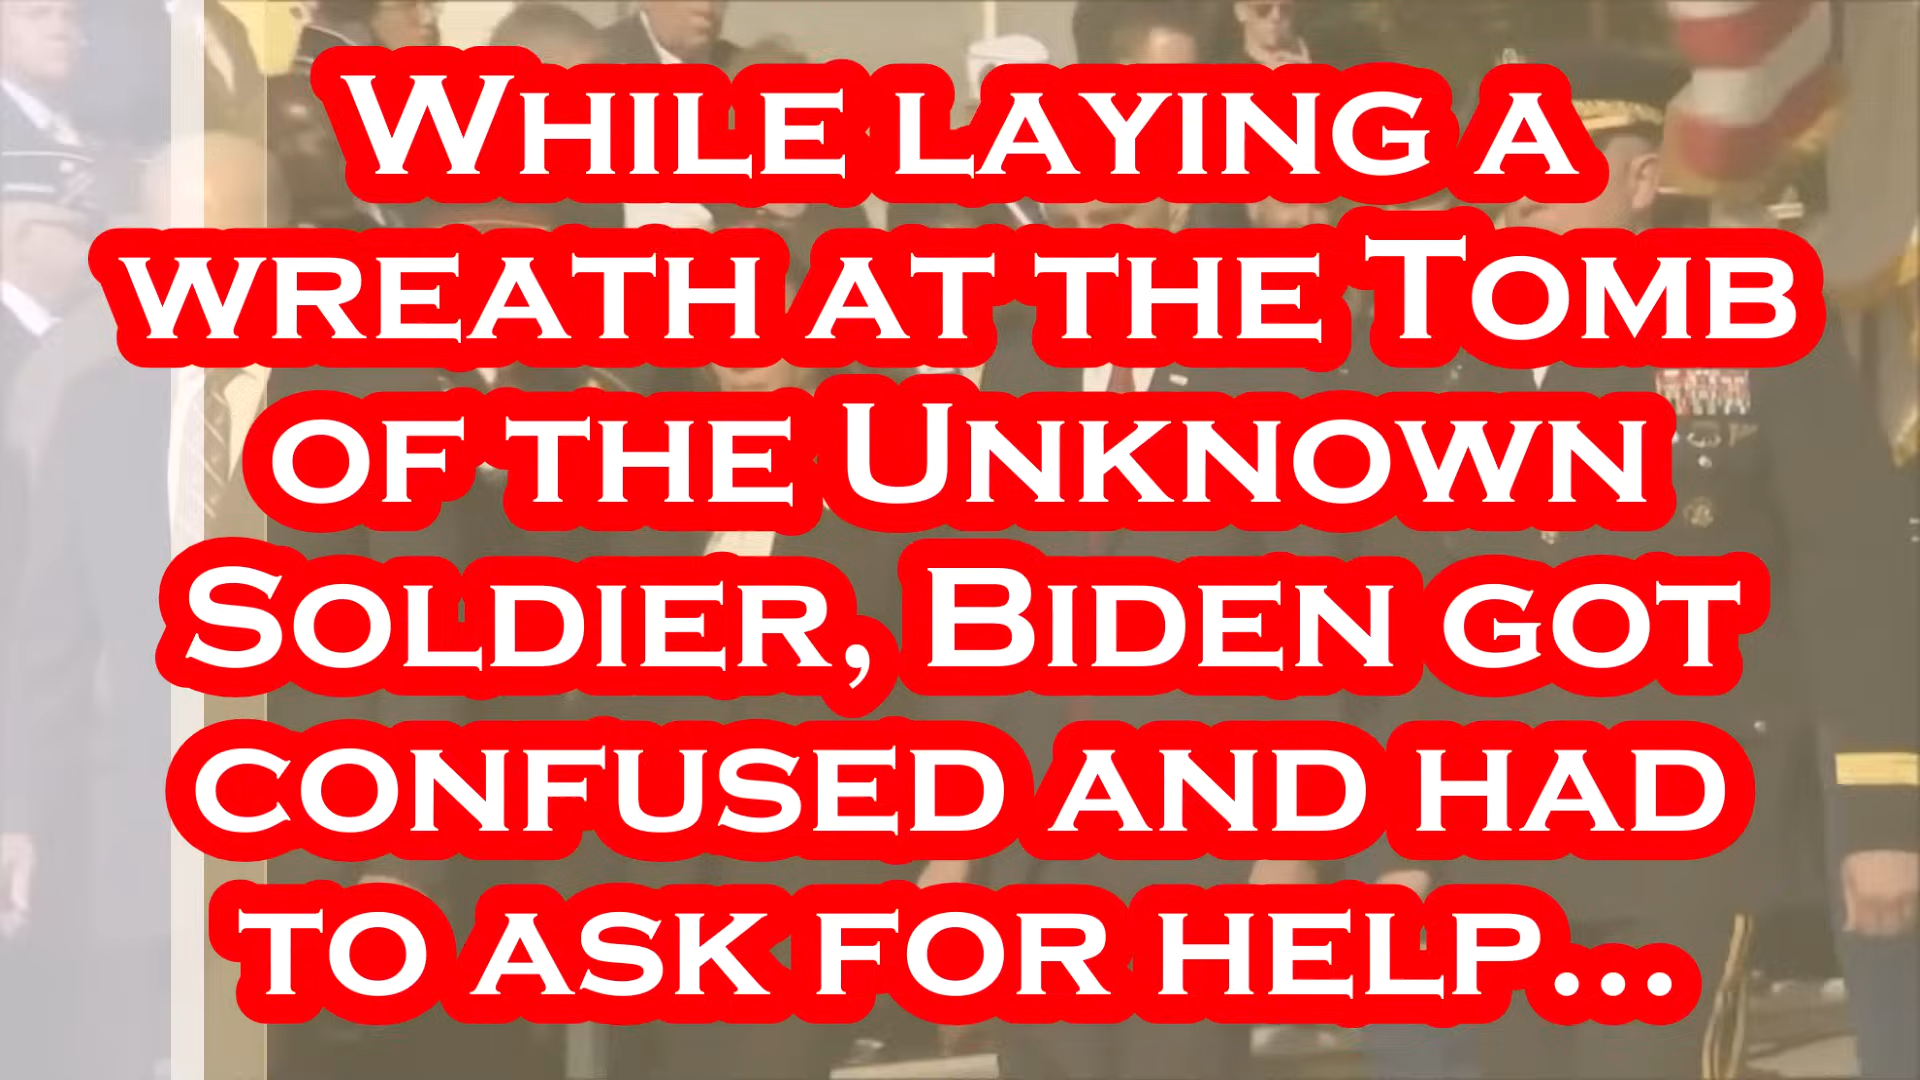 While laying a
wreath at the Tomb
of the Unknown
Soldier, Biden got
confused and had
to ask for help...